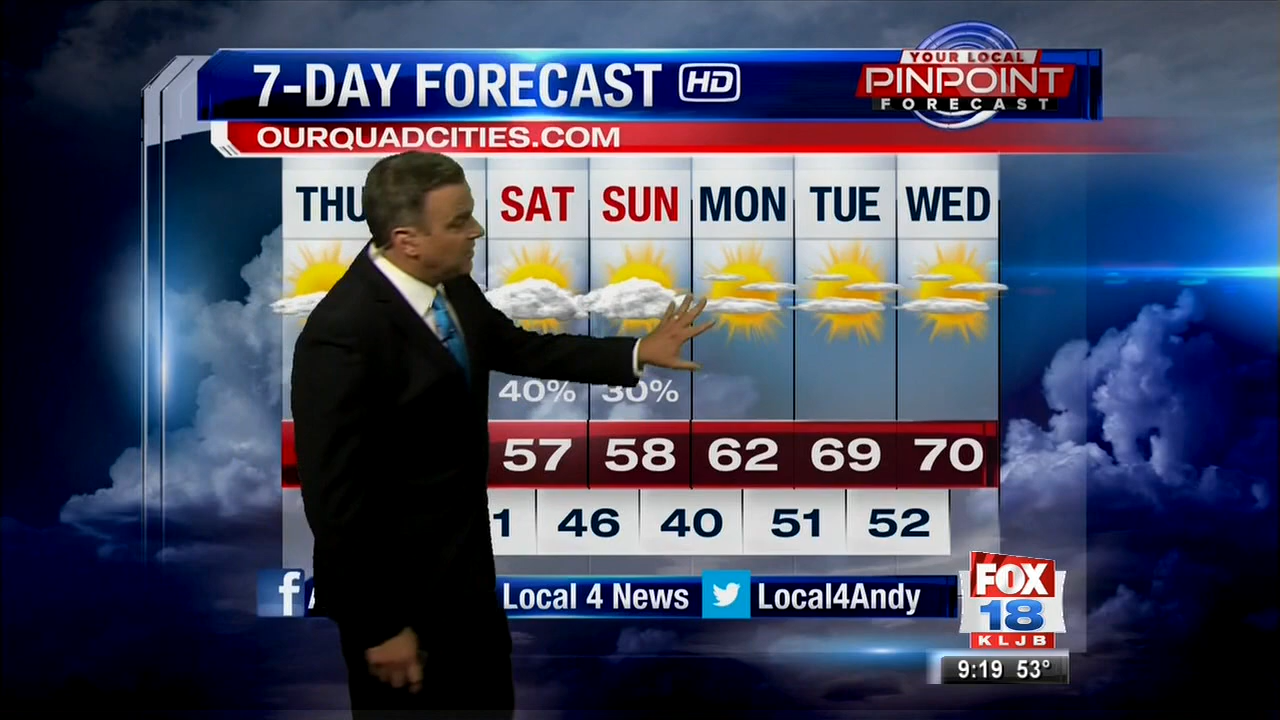 7-DAY FORECAST HD
YOUR LOCAL
PINPOINT
FORECAST
OURQUADCITIES.COM
THU SAT SUN MON TUE WED
40% 30%
57 58 62 69 70
1 46 40 51 52
f Local 4 News Local4Andy
FOX
18
KLJB
9:19 53°